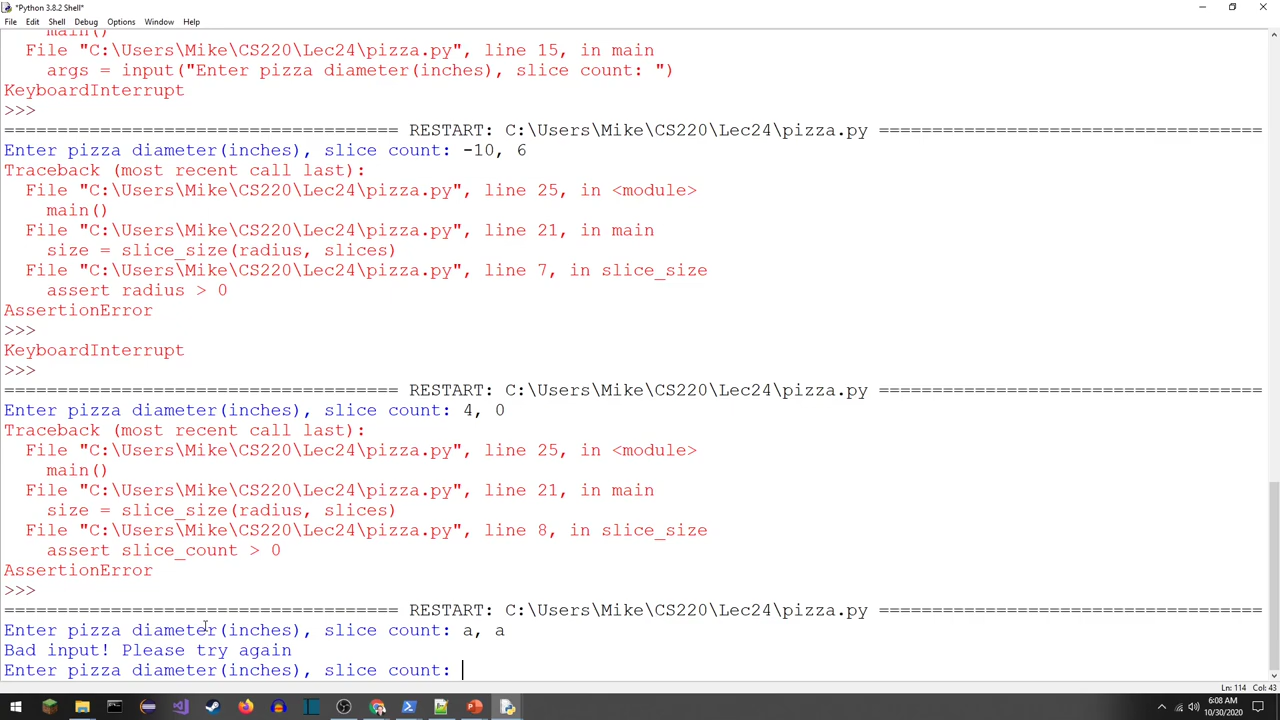 *Python 3.8.2 Shell*
File Edit Shell Debug Options Window Help
main()
File "C:\Users\Mike\CS220\Lec24\pizza.py", line 15, in main
args = input("Enter pizza diameter(inches), slice count: ")
KeyboardInterrupt
>>>
===================================== RESTART: C:\Users\Mike\CS220\Lec24\pizza.py ====================================
Enter pizza diameter(inches), slice count: -10, 6
Traceback (most recent call last):
File "C:\Users\Mike\CS220\Lec24\pizza.py", line 25, in <module>
main()
File "C:\Users\Mike\CS220\Lec24\pizza.py", line 21, in main
size = slice_size(radius, slices)
File "C:\Users\Mike\CS220\Lec24\pizza.py", line 7, in slice_size
assert radius > 0
AssertionError
>>>
KeyboardInterrupt
>>>
===================================== RESTART: C:\Users\Mike\CS220\Lec24\pizza.py ====================================
Enter pizza diameter(inches), slice count: 4, 0
Traceback (most recent call last):
File "C:\Users\Mike\CS220\Lec24\pizza.py", line 25, in <module>
main()
File "C:\Users\Mike\CS220\Lec24\pizza.py", line 21, in main
size = slice_size(radius, slices)
File "C:\Users\Mike\CS220\Lec24\pizza.py", line 8, in slice_size
assert slice_count > 0
AssertionError
>>>
===================================== RESTART: C:\Users\Mike\CS220\Lec24\pizza.py ====================================
Enter pizza diameter(inches), slice count: a, a
Bad input! Please try again
Enter pizza diameter(inches), slice count:
Ln: 114 Col: 43
6:08 AM
10/30/2020